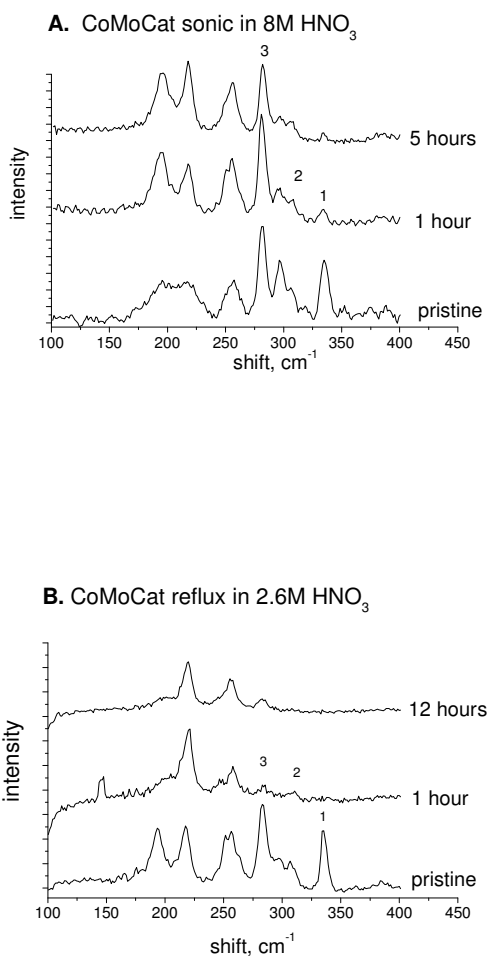 A. CoMoCat sonic in 8M HNO3
3
5 hours
2
1
1 hour
pristine
intensity
100 150 200 250 300 350 400 450
shift, cm-1
B. CoMoCat reflux in 2.6M HNO3
12 hours
3
2
1 hour
1
pristine
intensity
100 150 200 250 300 350 400 450
shift, cm-1